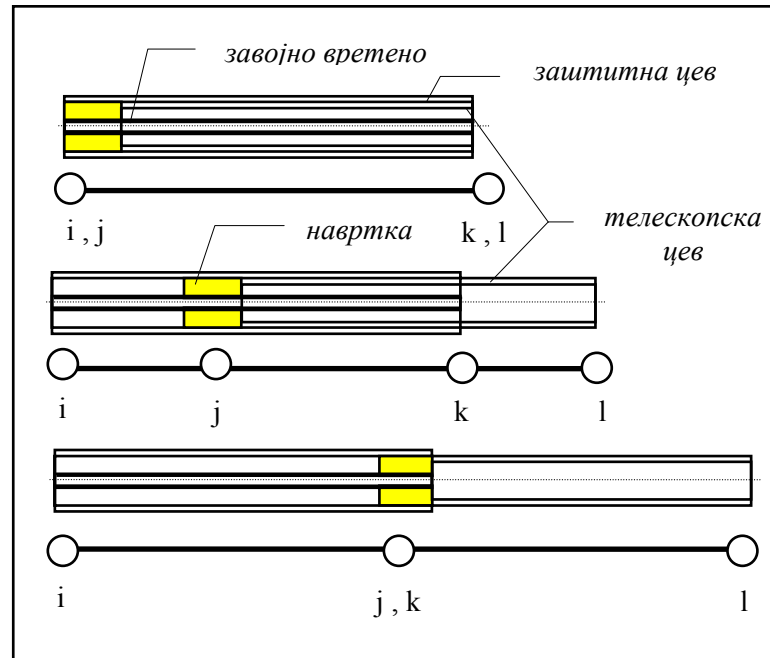 завојно вретено
заштитна цев
i , j
k , l
навртка
телескопска
цев
i
j
k
l
i
j , k
l